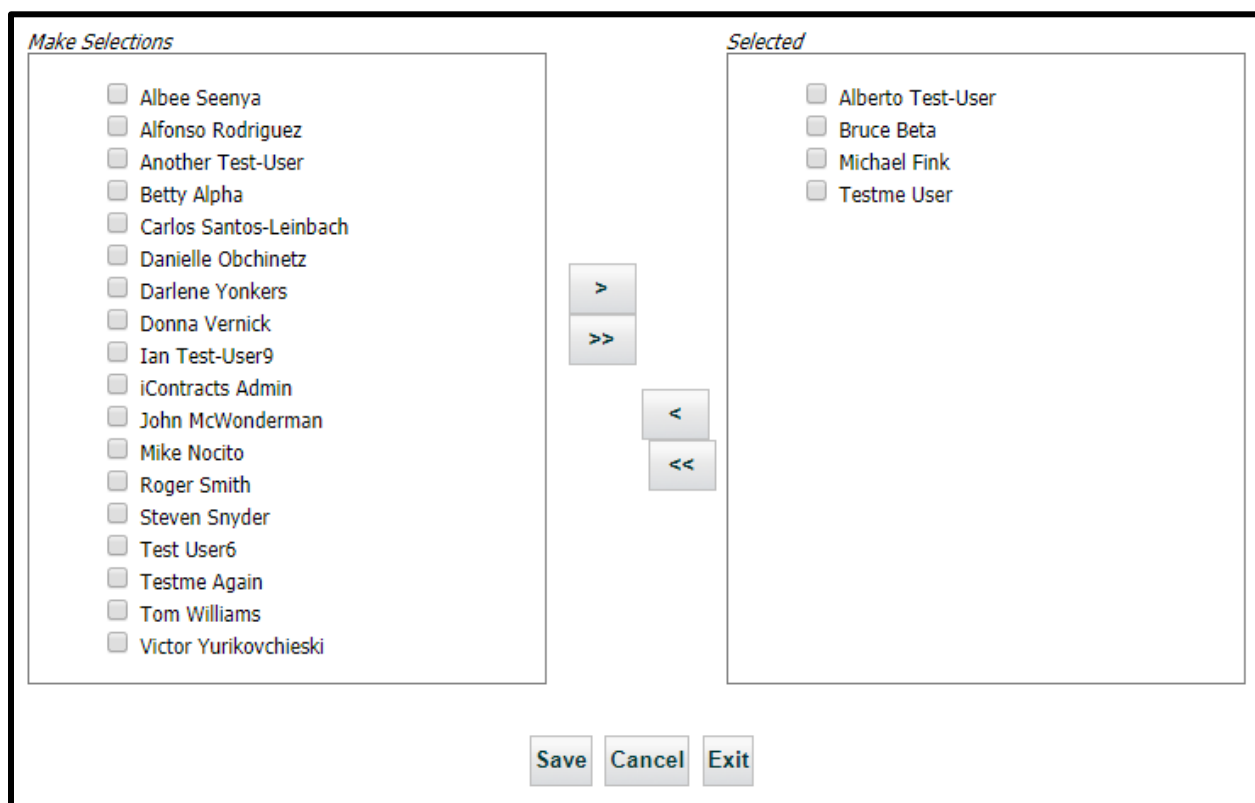 Make Selections
Albee Seenya
Alfonso Rodriguez
Another Test-User
Betty Alpha
Carlos Santos-Leinbach
Danielle Obchinetz
Darlene Yonkers
Donna Vernick
Ian Test-User9
iContracts Admin
John McWonderman
Mike Nocito
Roger Smith
Steven Snyder
Test User6
Testme Again
Tom Williams
Victor Yurikovchieski
>
>>
<
<<
Selected
Alberto Test-User
Bruce Beta
Michael Fink
Testme User
Save Cancel Exit